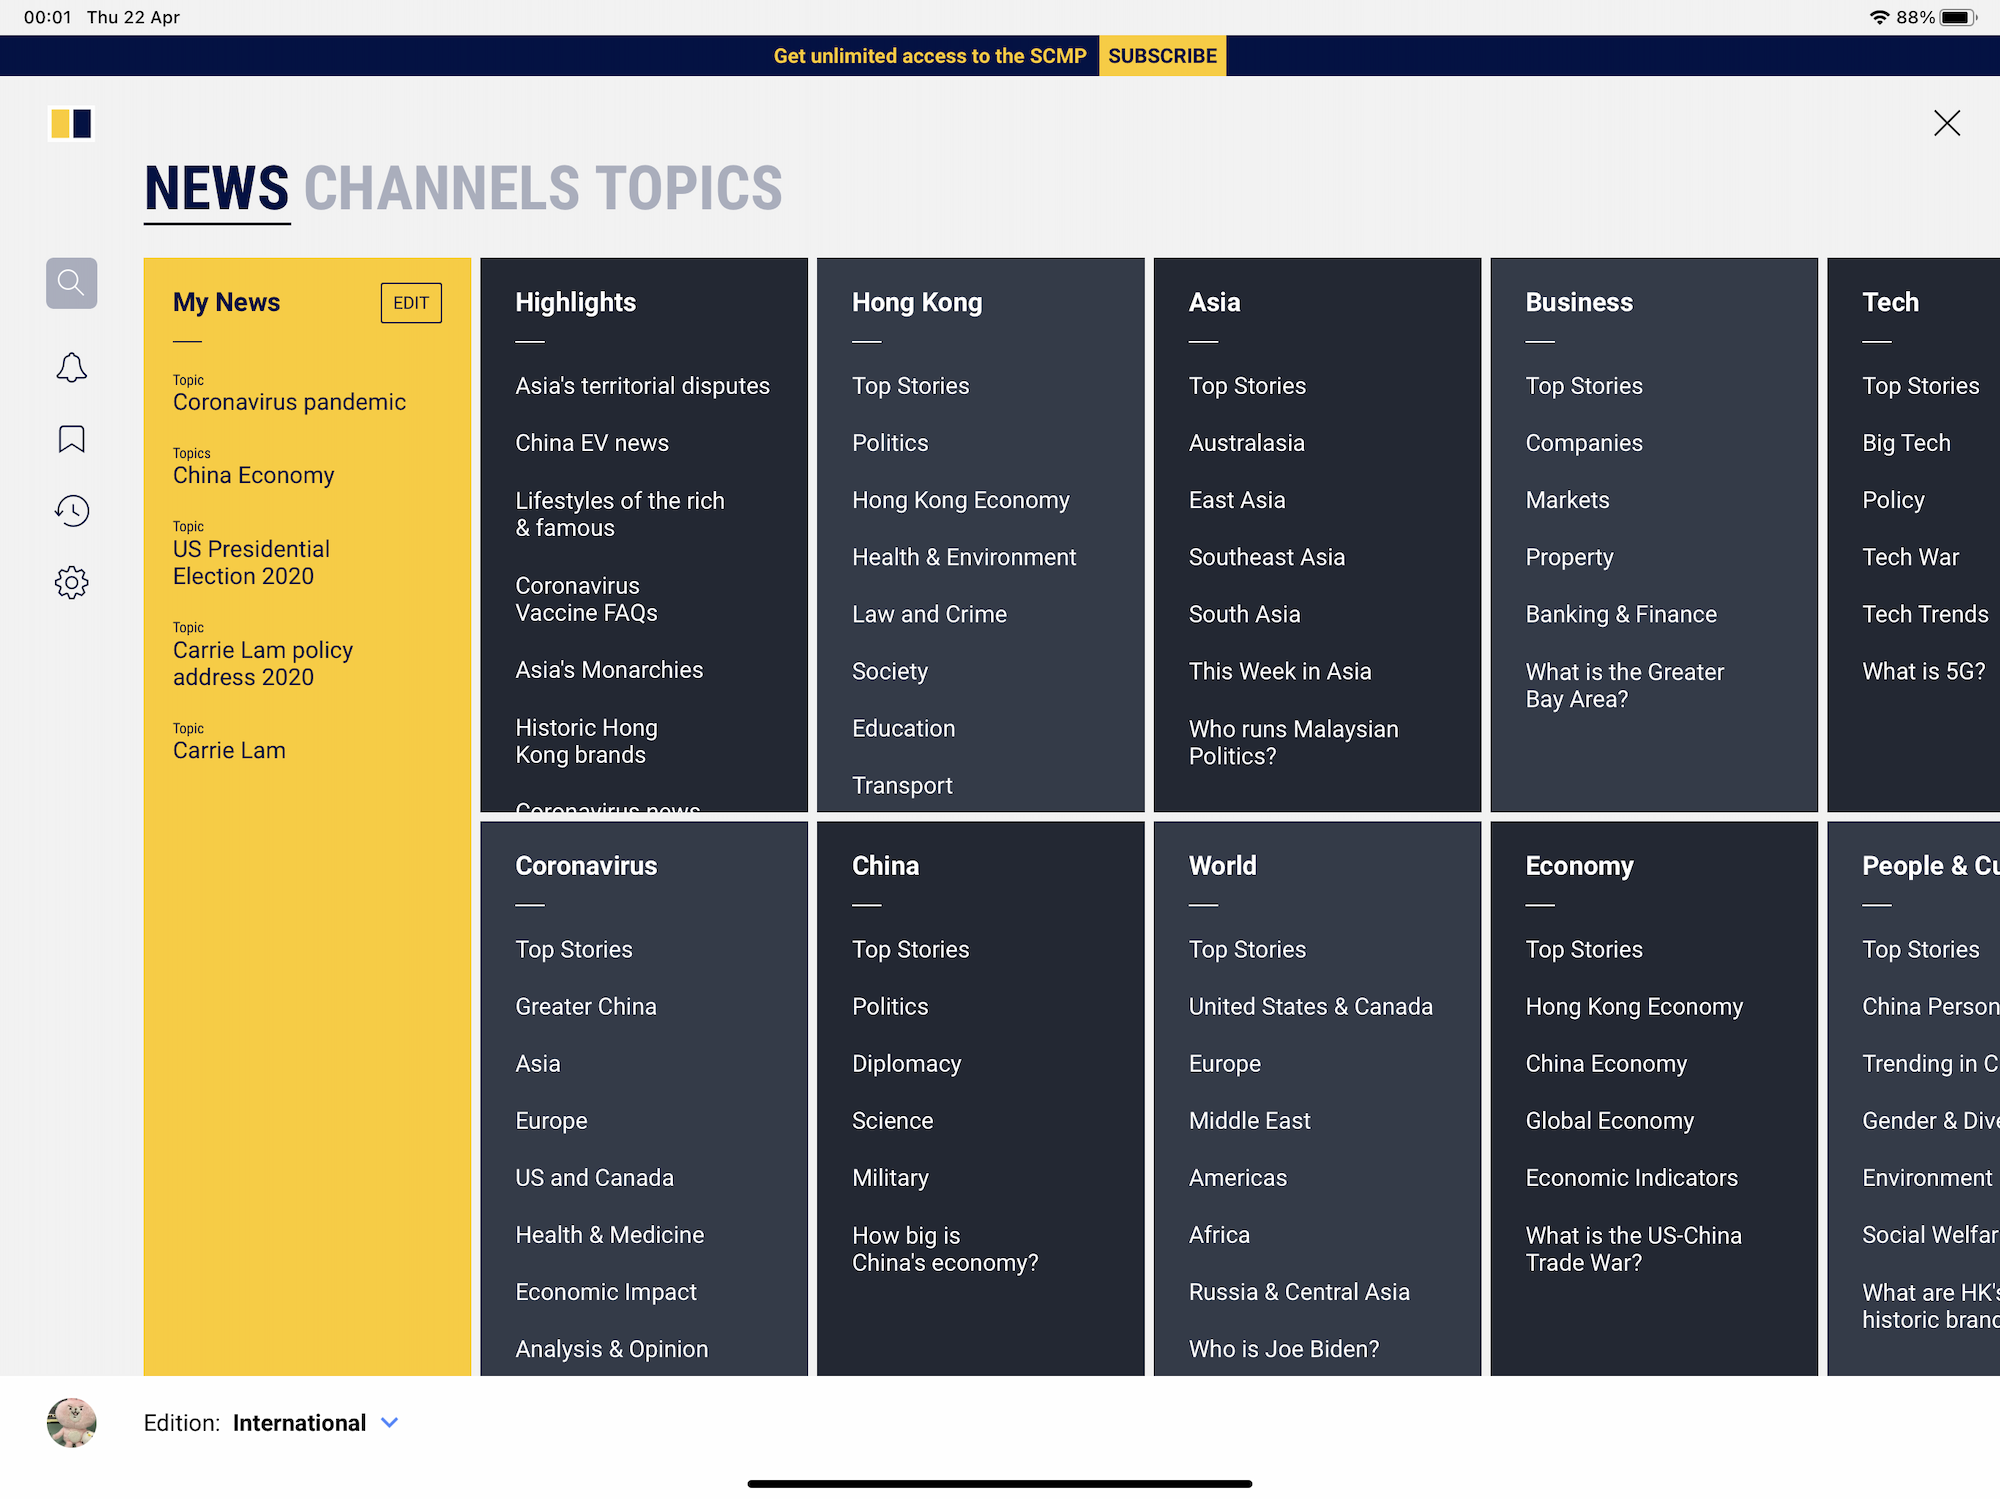 00:01 Thu 22 Apr
88%
Get unlimited access to the SCMP SUBSCRIBE
NEWS CHANNELS TOPICS
My News
EDIT
Topic
Coronavirus pandemic
Topics
China Economy
Topic
US Presidential
Election 2020
Topic
Carrie Lam policy
address 2020
Topic
Carrie Lam
Highlights
Asia's territorial disputes
China EV news
Lifestyles of the rich
& famous
Coronavirus
Vaccine FAQs
Asia's Monarchies
Historic Hong
Kong brands
Coronavirus news
Hong Kong
Top Stories
Politics
Hong Kong Economy
Health & Environment
Law and Crime
Society
Education
Transport
Asia
Top Stories
Australasia
East Asia
Southeast Asia
South Asia
This Week in Asia
Who runs Malaysian
Politics?
Business
Top Stories
Companies
Markets
Property
Banking & Finance
What is the Greater
Bay Area?
Tech
Top Stories
Big Tech
Policy
Tech War
Tech Trends
What is 5G?
Coronavirus
Top Stories
Greater China
Asia
Europe
US and Canada
Health & Medicine
Economic Impact
Analysis & Opinion
China
Top Stories
Politics
Diplomacy
Science
Military
How big is
China's economy?
World
Top Stories
United States & Canada
Europe
Middle East
Americas
Africa
Russia & Central Asia
Who is Joe Biden?
Economy
Top Stories
Hong Kong Economy
China Economy
Global Economy
Economic Indicators
What is the US-China
Trade War?
People & Cu
Top Stories
China Person
Trending in C
Gender & Dive
Environment
Social Welfar
What are HK's
historic branc
Edition: International